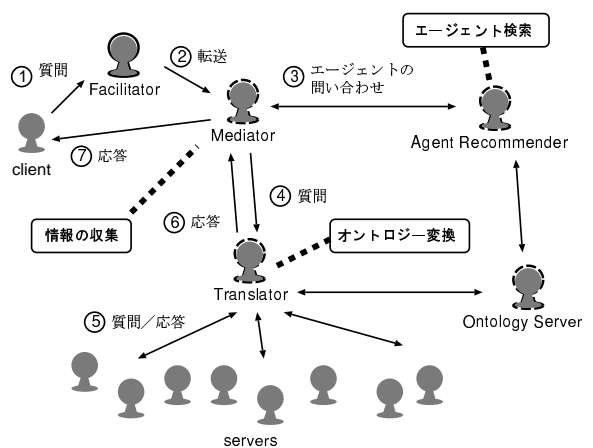 エージェント検索
① 質問
② 転送
③ エージェントの
問い合わせ
Facilitator
Mediator
Agent Recommender
client
⑦ 応答
④ 質問
⑥ 応答
情報の収集
オントロジー変換
Translator
Ontology Server
⑤ 質問／応答
servers